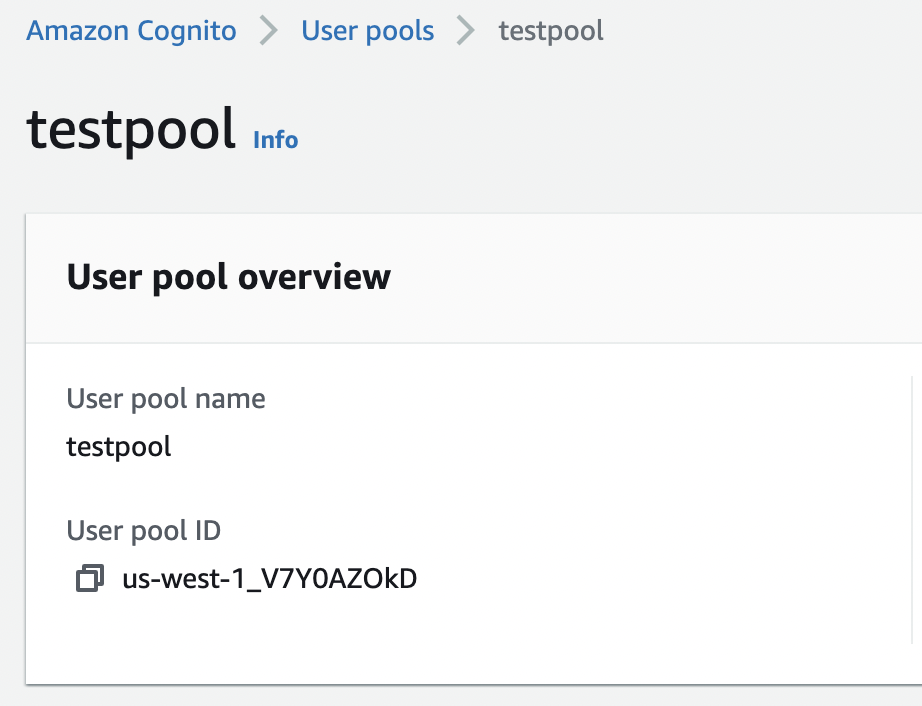 Amazon Cognito > User pools > testpool
testpool Info
User pool overview
User pool name
testpool
User pool ID
us-west-1_V7Y0AZOkD